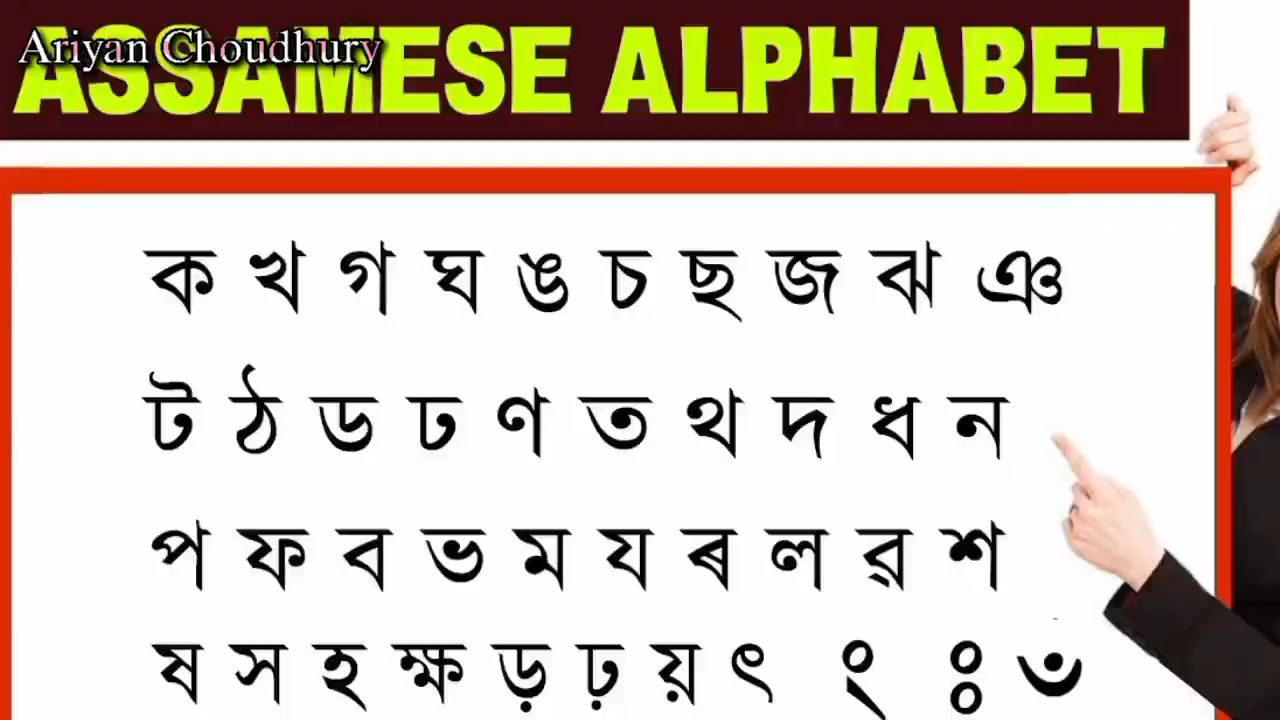 Ariyan Choudhury
ASSAMESE ALPHABET
ক খ গ ঘ ঙ চ ছ জ ঝ ঞ
ট ঠ ড ঢ ণ ত থ দ ধ ন
প ফ ব ভ ম য ৰ ল ৱ শ
ষ স হ ক্ষ ড় ঢ় য় ৎ ং ঃ ঁ